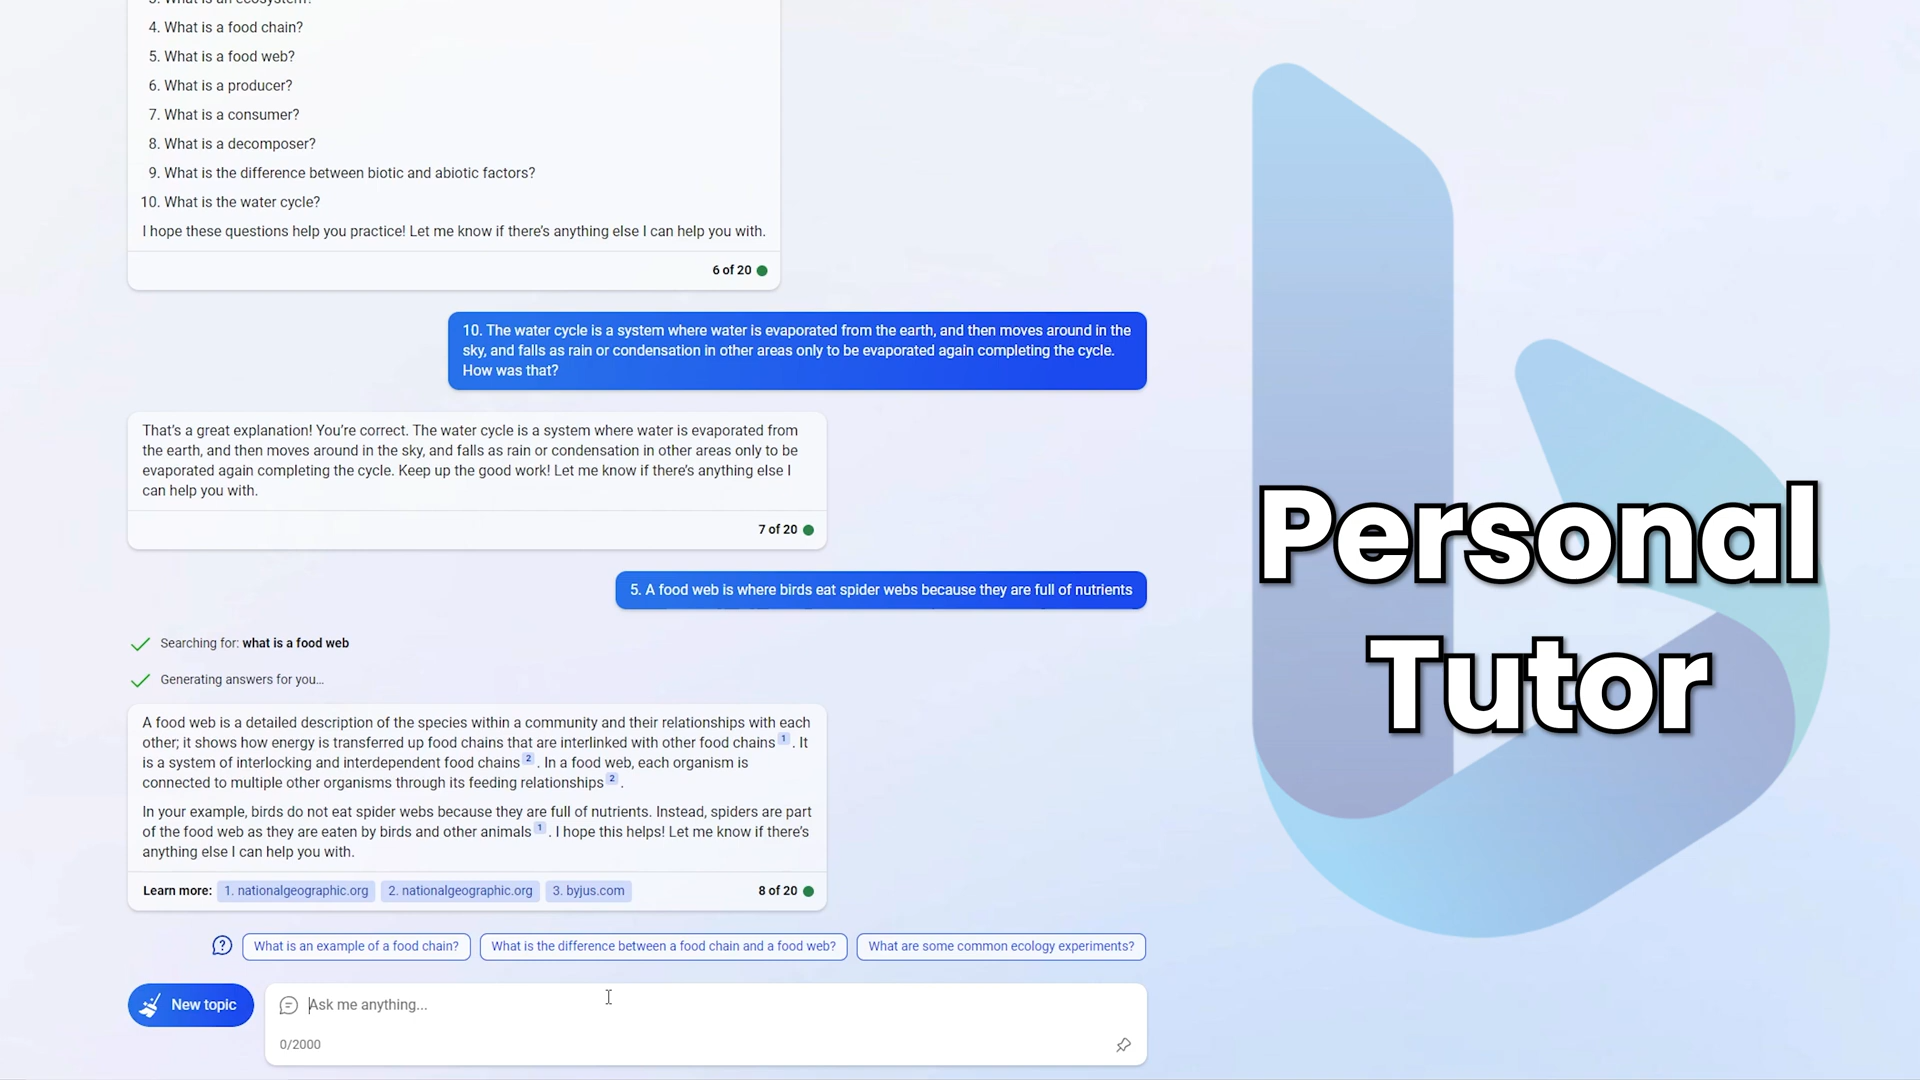 3. What is an ecosystem?
4. What is a food chain?
5. What is a food web?
6. What is a producer?
7. What is a consumer?
8. What is a decomposer?
9. What is the difference between biotic and abiotic factors?
10. What is the water cycle?
I hope these questions help you practice! Let me know if there's anything else I can help you with.
6 of 20
10. The water cycle is a system where water is evaporated from the earth, and then moves around in the
sky, and falls as rain or condensation in other areas only to be evaporated again completing the cycle.
How was that?
That's a great explanation! You're correct. The water cycle is a system where water is evaporated from
the earth, and then moves around in the sky, and falls as rain or condensation in other areas only to be
evaporated again completing the cycle. Keep up the good work! Let me know if there's anything else I
can help you with.
7 of 20
5. A food web is where birds eat spider webs because they are full of nutrients
Searching for: what is a food web
Generating answers for you...
A food web is a detailed description of the species within a community and their relationships with each
other; it shows how energy is transferred up food chains that are interlinked with other food chains 1 . It
is a system of interlocking and interdependent food chains 2 . In a food web, each organism is
connected to multiple other organisms through its feeding relationships 2 .
In your example, birds do not eat spider webs because they are full of nutrients. Instead, spiders are part
of the food web as they are eaten by birds and other animals 1 . I hope this helps! Let me know if there's
anything else I can help you with.
Learn more: 1. nationalgeographic.org 2. nationalgeographic.org 3. byjus.com 8 of 20
What is an example of a food chain? What is the difference between a food chain and a food web? What are some common ecology experiments?
New topic
Ask me anything...
0/2000
Personal
Tutor